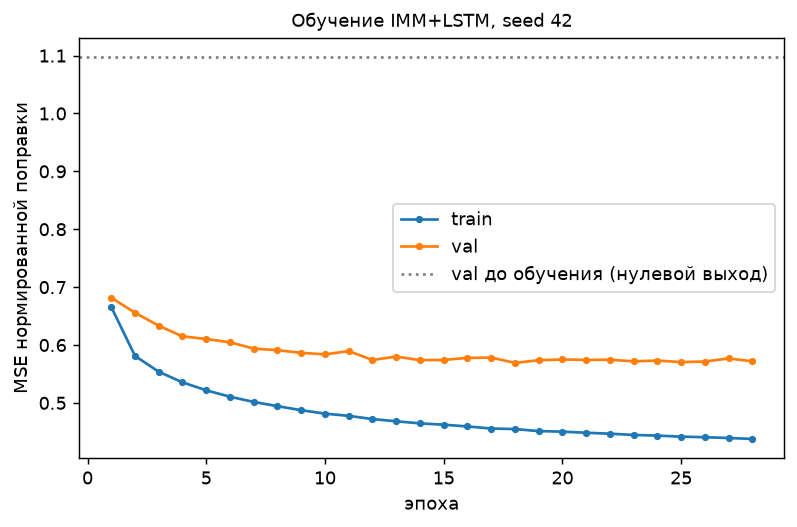 Обучение IMM+LSTM, seed 42
MSE нормированной поправки
1.1
1.0
0.9
0.8
0.7
0.6
0.5
train
val
val до обучения (нулевой выход)
0 5 10 15 20 25
эпоха